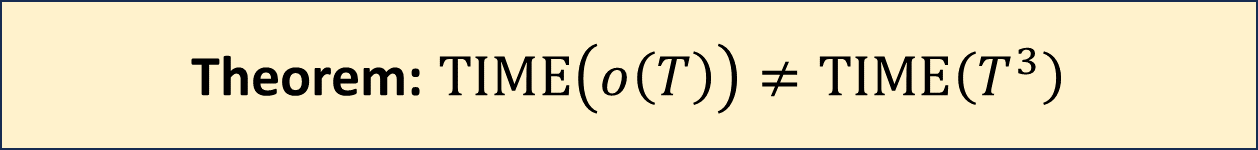 Theorem: TIME(𝑜(𝑇)) ≠ TIME(𝑇³)